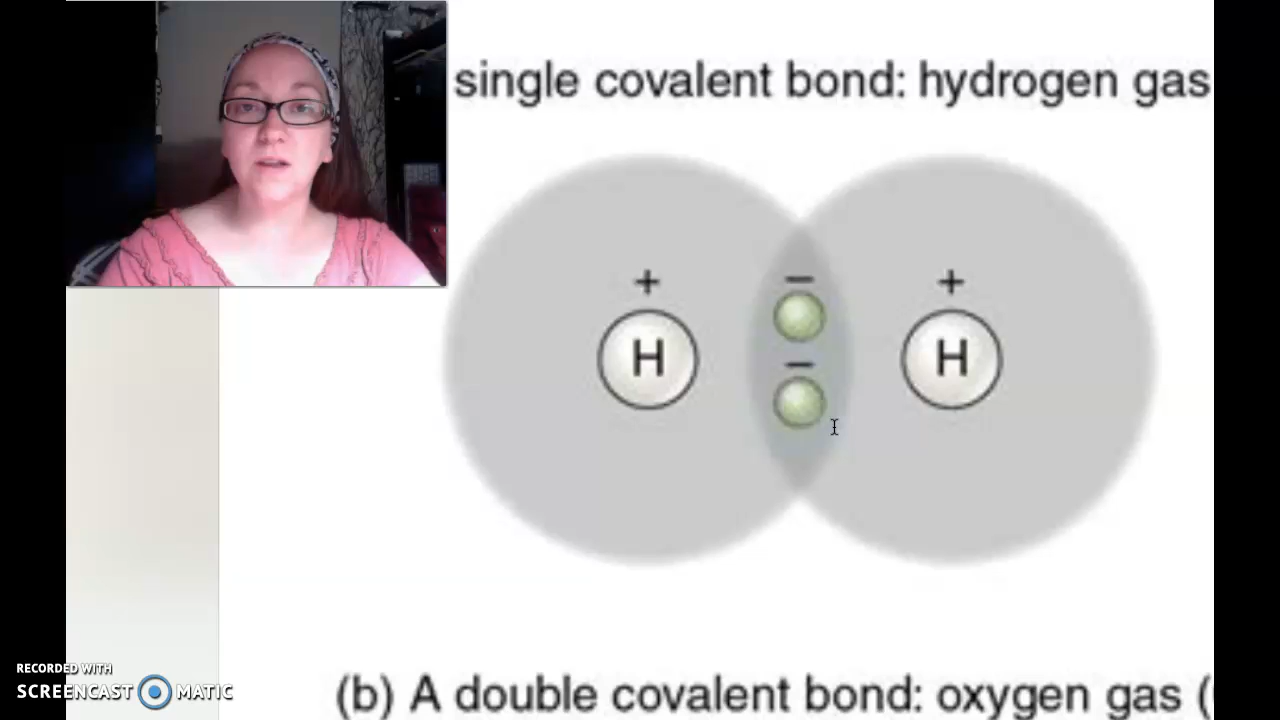 single covalent bond: hydrogen gas
+
−
+
H
−
H
(b) A double covalent bond: oxygen gas (
RECORDED WITH
SCREENCAST MATIC